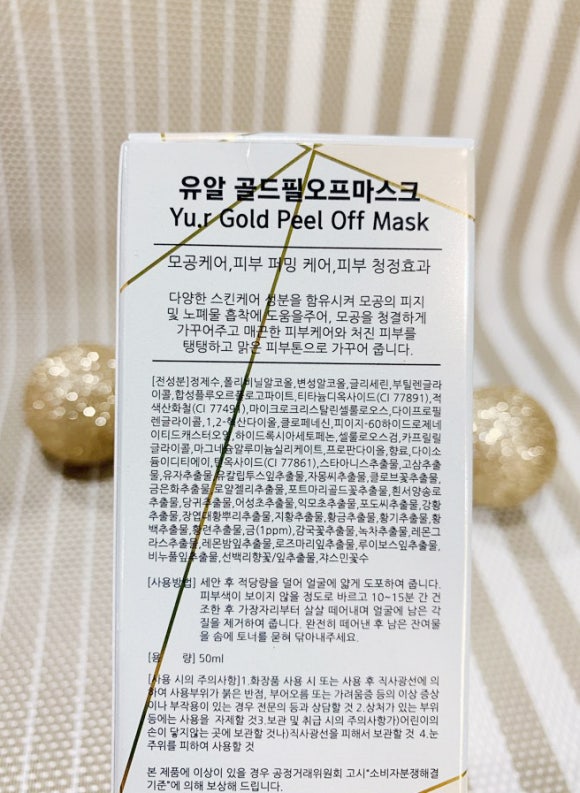 유알 골드필오프마스크
Yu.r Gold Peel Off Mask
모공케어,피부 퍼밍 케어,피부 청정효과
다양한 스킨케어 성분을 함유시켜 모공의 피지
및 노폐물 흡착에 도움을주어, 모공을 청결하게
가꾸어주고 매끈한 피부케어와 처진 피부를
탱탱하고 맑은 피부톤으로 가꾸어 줍니다.
[전성분]정제수,폴리비닐알코올,변성알코올,글리세린,부틸렌글라
이콜,합성플루오르플로고파이트,티타늄디옥사이드(CI 77891),적
색산화철(CI 77491),마이크로크리스탈린셀룰로오스,다이프로필
렌글라이콜,1,2-헥산다이올,클로페네신,피이지-60하이드로제네
이티드캐스터오일,하이드록시아세토페논,셀룰로오스검,카프릴릴
글라이콜,마그네슘알루미늄실리케이트,프로판다이올,향료,다이소
듐이디티에이,틴옥사이드(CI 77861),스타아니스추출물,고삼추출
물,유자추출물,유칼립투스잎추출물,자몽씨추출물,클로브꽃추출물,
금은화추출물,로얄젤리추출물,포트마리골드꽃추출물,흰서양송로
추출물,당귀추출물,어성초추출물,익모초추출물,포도씨추출물,강황
추출물,장엽대황뿌리추출물,지황추출물,황금추출물,황기추출물,황
백추출물,황련추출물,금(1ppm),감국꽃추출물,녹차추출물,레몬그
라스추출물,레몬밤잎추출물,로즈마리잎추출물,루이보스잎추출물,
비누풀잎추출물,선백리향꽃/잎추출물,쟈스민꽃수
[사용방법] 세안 후 적당량을 덜어 얼굴에 얇게 도포하여 줍니다.
피부색이 보이지 않을 정도로 바르고 10~15분 간 건
조한 후 가장자리부터 살살 떼어내며 얼굴에 남은 각
질을 제거하여 줍니다. 완전히 떼어낸 후 남은 잔여물
을 솜에 토너를 묻혀 닦아내주세요.
[용 량] 50ml
[사용 시의 주의사항]1.화장품 사용 시 또는 사용 후 직사광선에 의
하여 사용부위가 붉은 반점, 부어오름 또는 가려움증 등의 이상 증상
이나 부작용이 있는 경우 전문의 등과 상담할 것 2.상처가 있는 부위
등에는 사용을 자제할 것3.보관 및 취급 시의 주의사항가)어린이의
손이 닿지않는 곳에 보관할것나)직사광선을 피해서 보관할 것 4.눈
주위를 피하여 사용할 것
본 제품에 이상이 있을 경우 공정거래위원회 고시"소비자분쟁해결
기준"에 의해 보상해 드립니다.